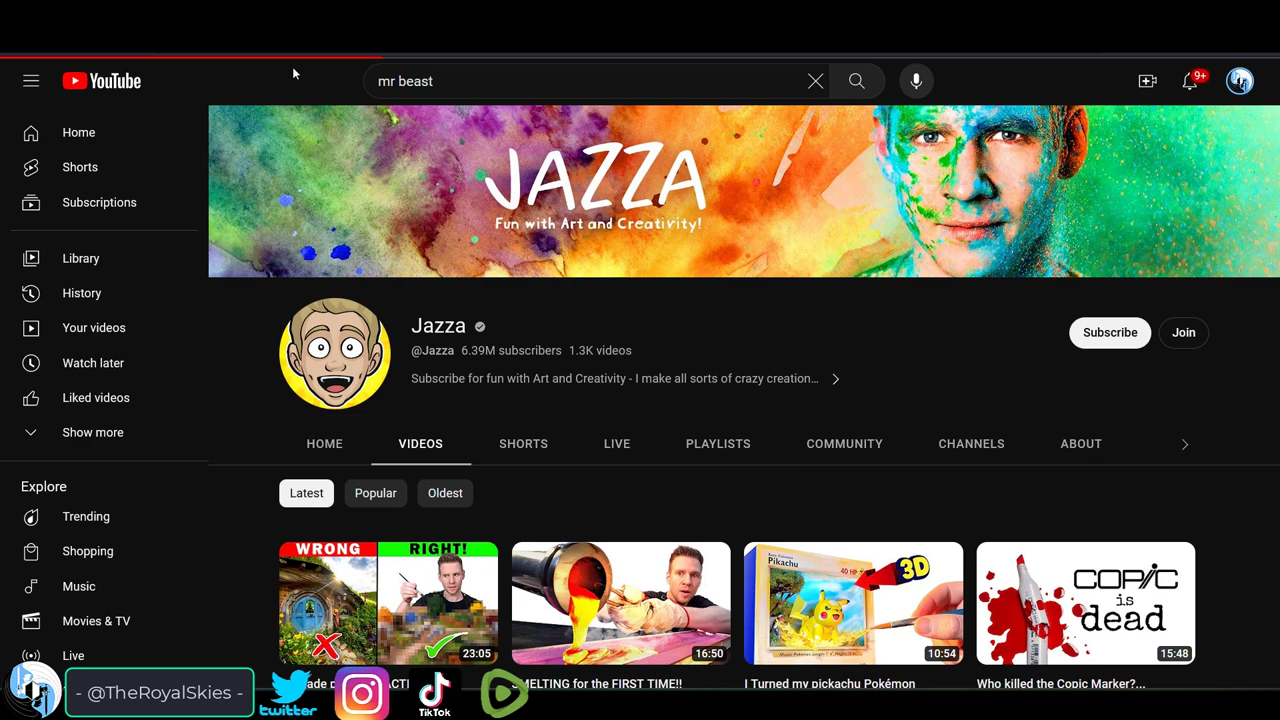 YouTube
mr beast
9+
Home
Shorts
Subscriptions
Library
History
Your videos
Watch later
Liked videos
Show more
Explore
Trending
Shopping
Music
Movies & TV
Live
JAZZA
Fun with Art and Creativity!
Jazza
@Jazza 6.39M subscribers 1.3K videos
Subscribe for fun with Art and Creativity - I make all sorts of crazy creation...
Subscribe
Join
HOME VIDEOS SHORTS LIVE PLAYLISTS COMMUNITY CHANNELS ABOUT
Latest Popular Oldest
WRONG RIGHT!
23:05
16:50
Pikachu
40 HP
3D
10:54
COPIC
is
dead
15:48
MELTING for the FIRST TIME!!
I Turned my pickachu Pokémon
Who killed the Copic Marker?...
- @TheRoyalSkies -
twitter
TikTok